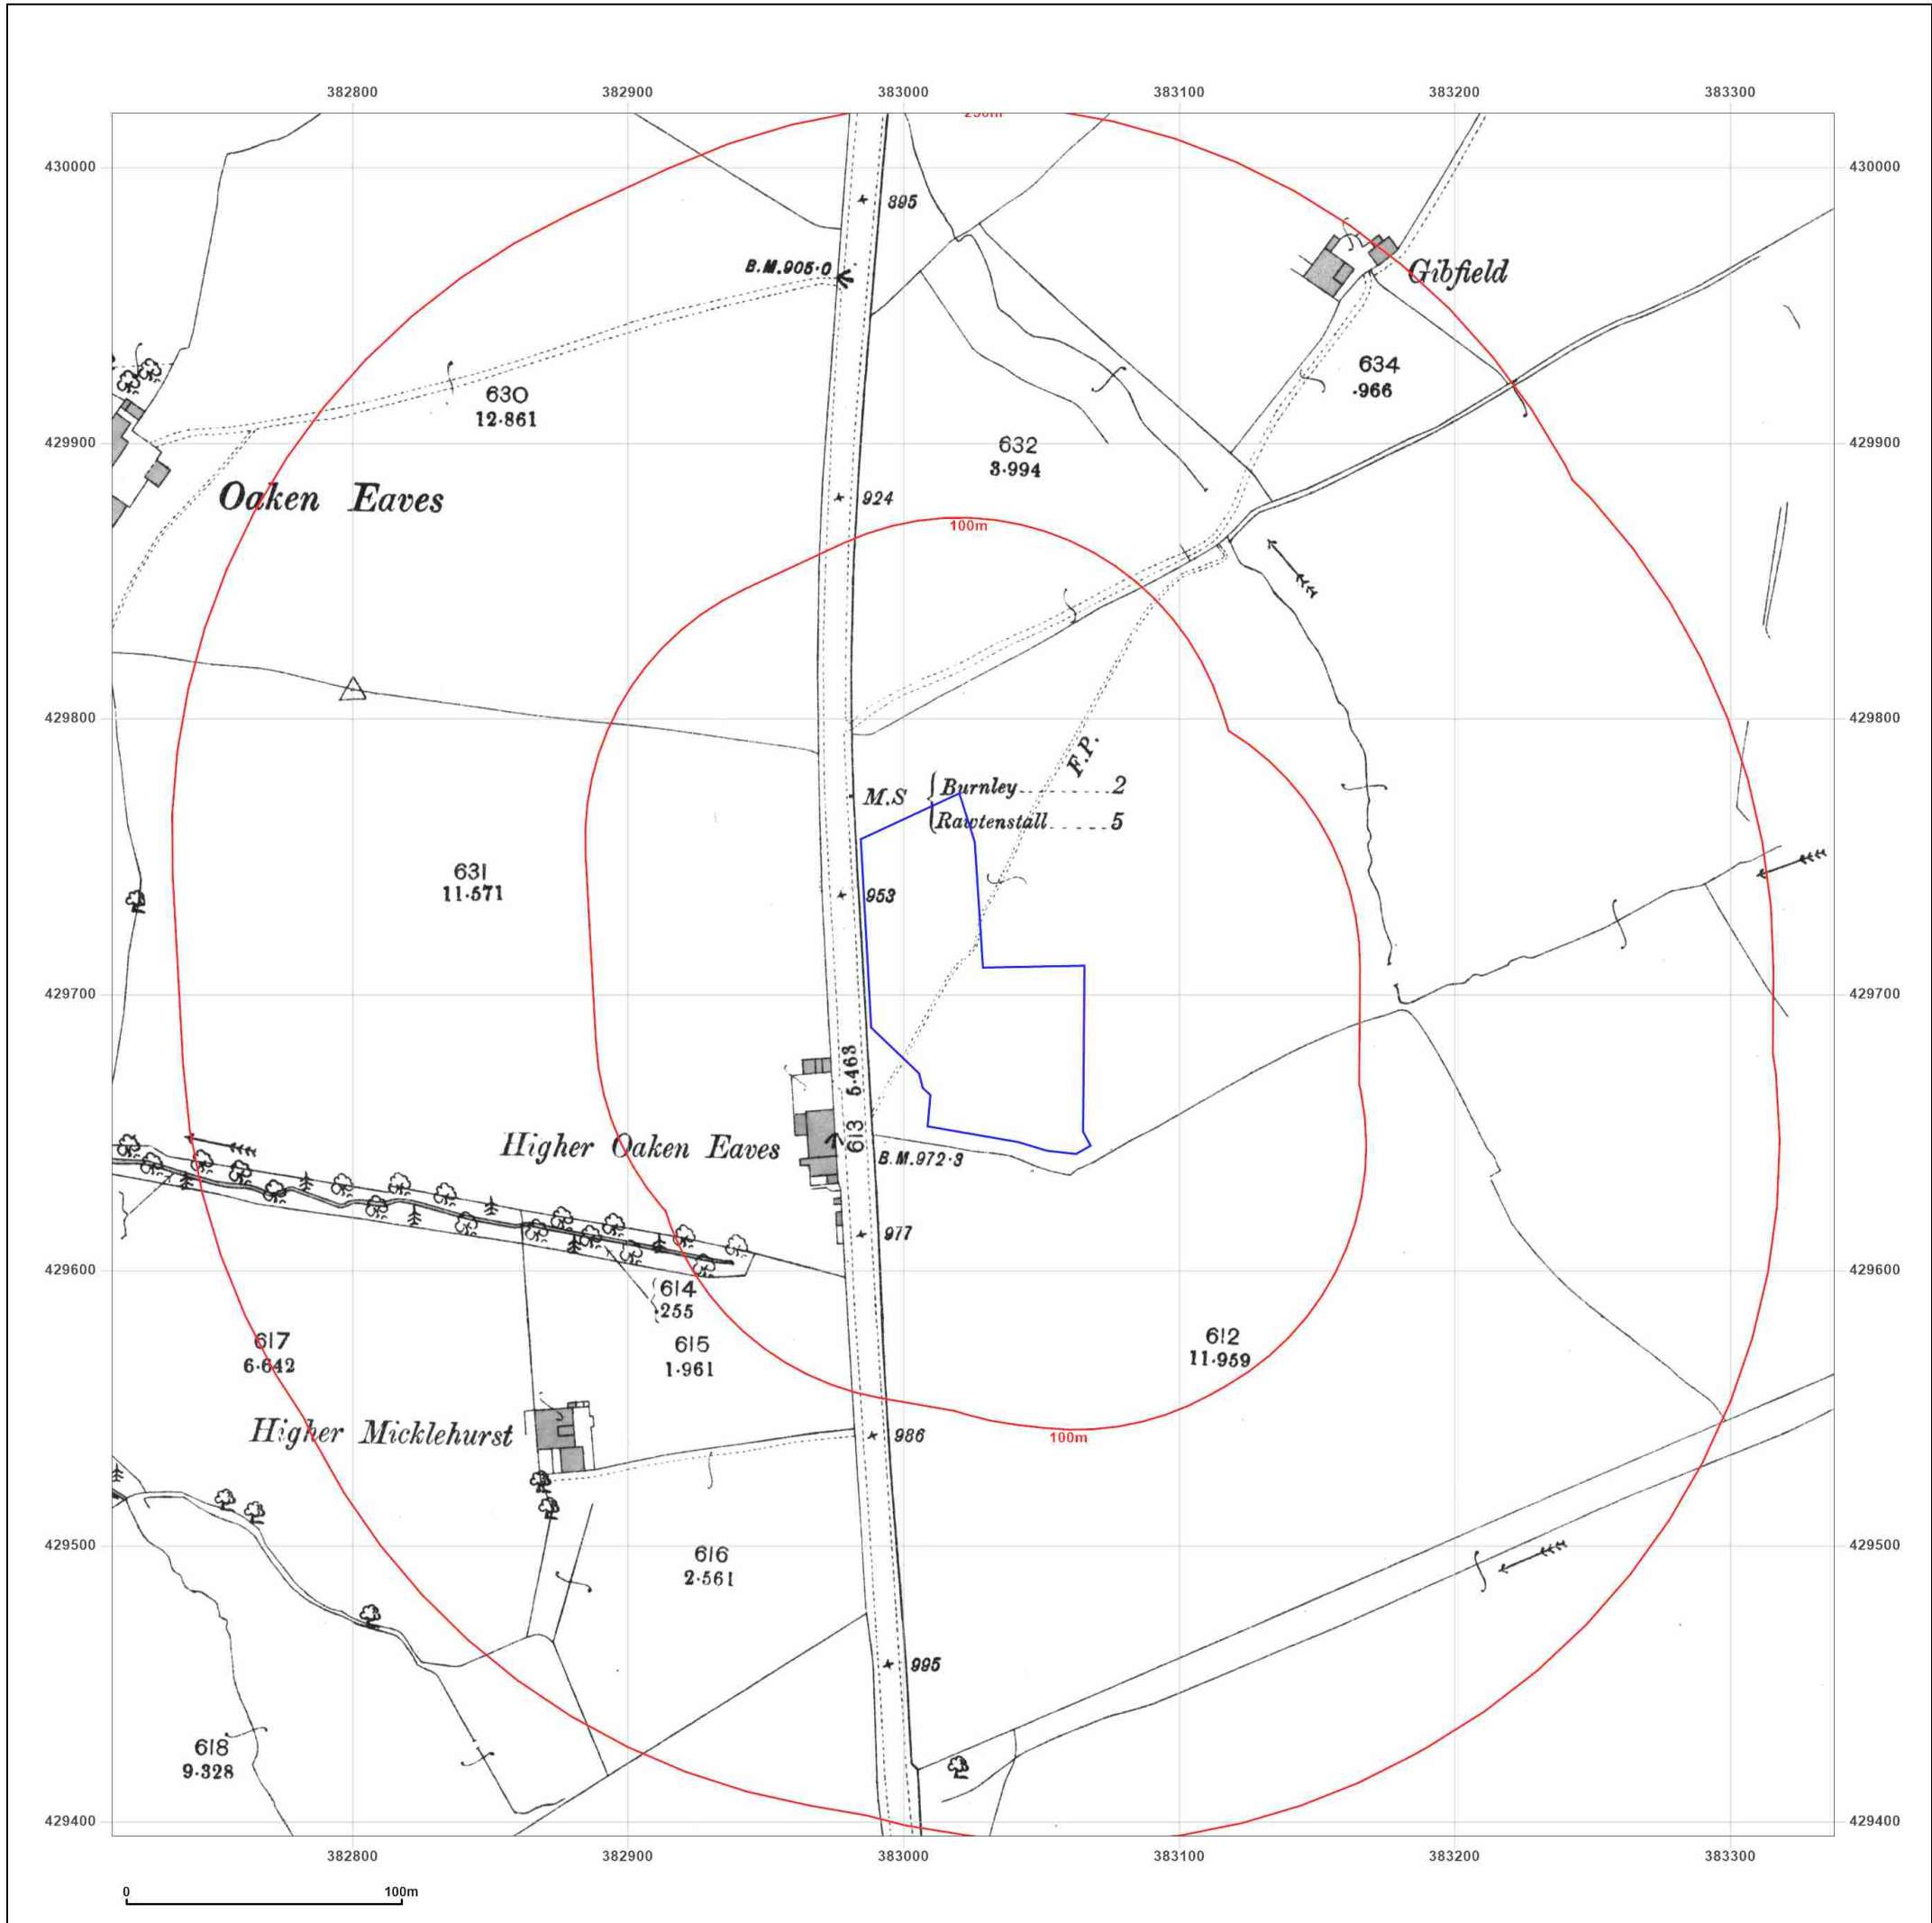 382800 382900 383000 383100 383200 383300
250m
430000 430000
895
B.M.905·0
Gibfield
634
·966
630
12·861
632
3·994
429900 429900
Oaken Eaves
924
100m
429800 429800
F.P.
M.S { Burnley 2
Rawtenstall 5
631
11·571
953
429700 429700
613 5·463
Higher Oaken Eaves
B.M.972·3
977
429600 429600
614
·255
617
6·642
615
1·961
612
11·959
Higher Micklehurst
986
100m
429500 429500
616
2·561
995
618
9·328
429400 429400
382800 382900 383000 383100 383200 383300
0 100m